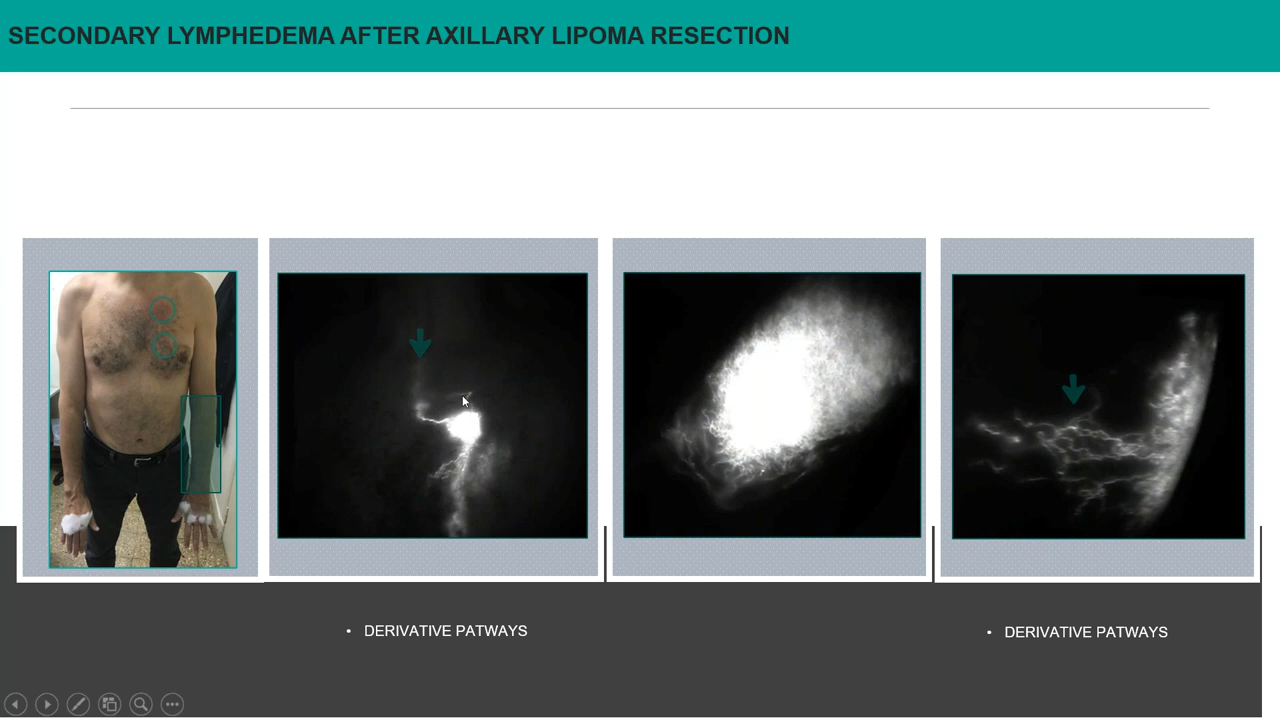 SECONDARY LYMPHEDEMA AFTER AXILLARY LIPOMA RESECTION
• DERIVATIVE PATWAYS
• DERIVATIVE PATWAYS